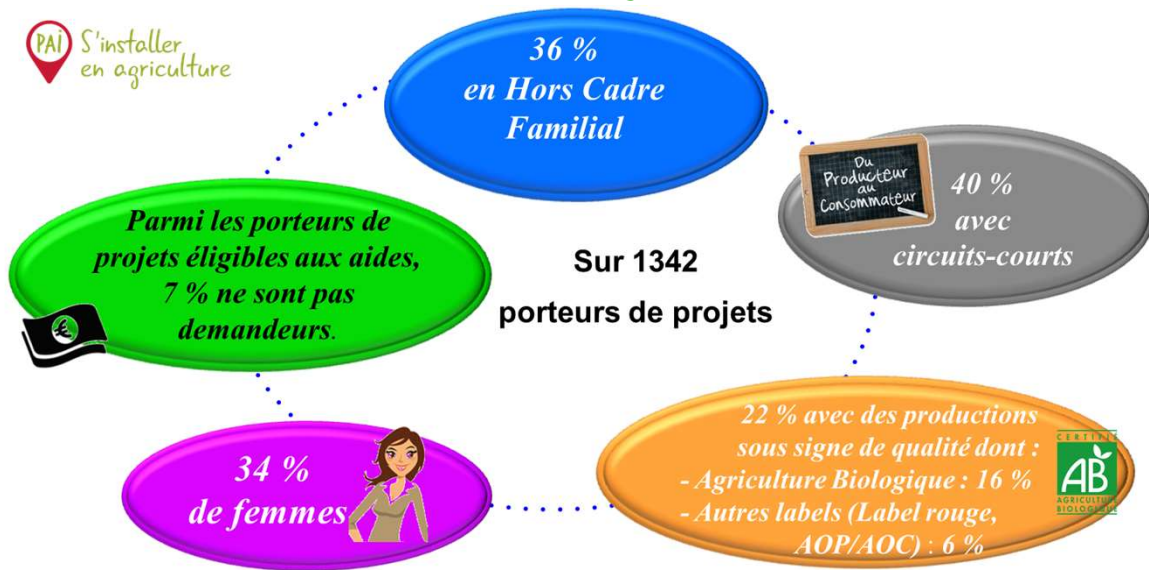 PAI S'installer
en agriculture
36 %
en Hors Cadre
Familial
Du
Producteur
au
Consommateur
40 %
avec
circuits-courts
Parmi les porteurs de
projets éligibles aux aides,
7 % ne sont pas
demandeurs.
€
Sur 1342
porteurs de projets
34 %
de femmes
22 % avec des productions
sous signe de qualité dont :
- Agriculture Biologique : 16 %
- Autres labels (Label rouge,
AOP/AOC) : 6 %
CERTIFIÉ
AB
AGRICULTURE
BIOLOGIQUE